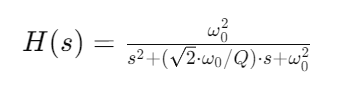 H(s) = ω₀² / (s²+(√2·ω₀/Q)·s+ω₀²)